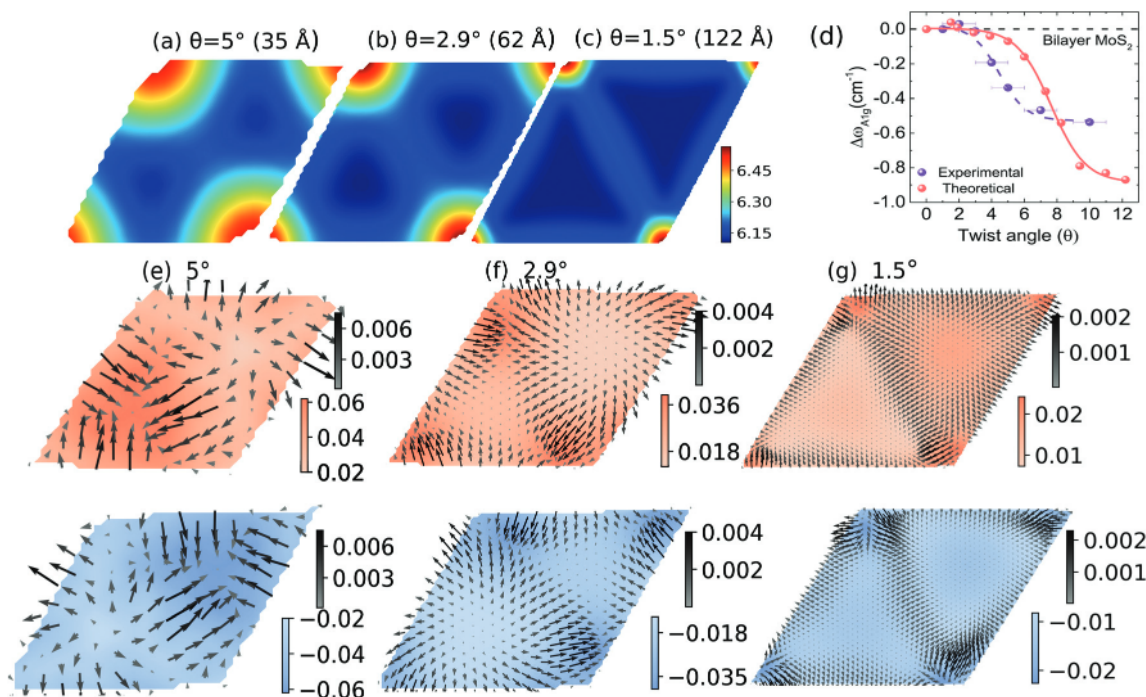 (a) θ=5° (35 Å)
(b) θ=2.9° (62 Å)
(c) θ=1.5° (122 Å)
6.45
6.30
6.15
(d)
0.0
-0.2
-0.4
-0.6
-0.8
-1.0
Δω_A1g(cm⁻¹)
Bilayer MoS₂
Experimental
Theoretical
0 2 4 6 8 10 12
Twist angle (θ)
(e) 5°
0.006
0.003
0.06
0.04
0.02
(f) 2.9°
0.004
0.002
0.036
0.018
(g) 1.5°
0.002
0.001
0.02
0.01
0.006
0.003
−0.02
−0.04
−0.06
0.004
0.002
−0.018
−0.035
0.002
0.001
−0.01
−0.02